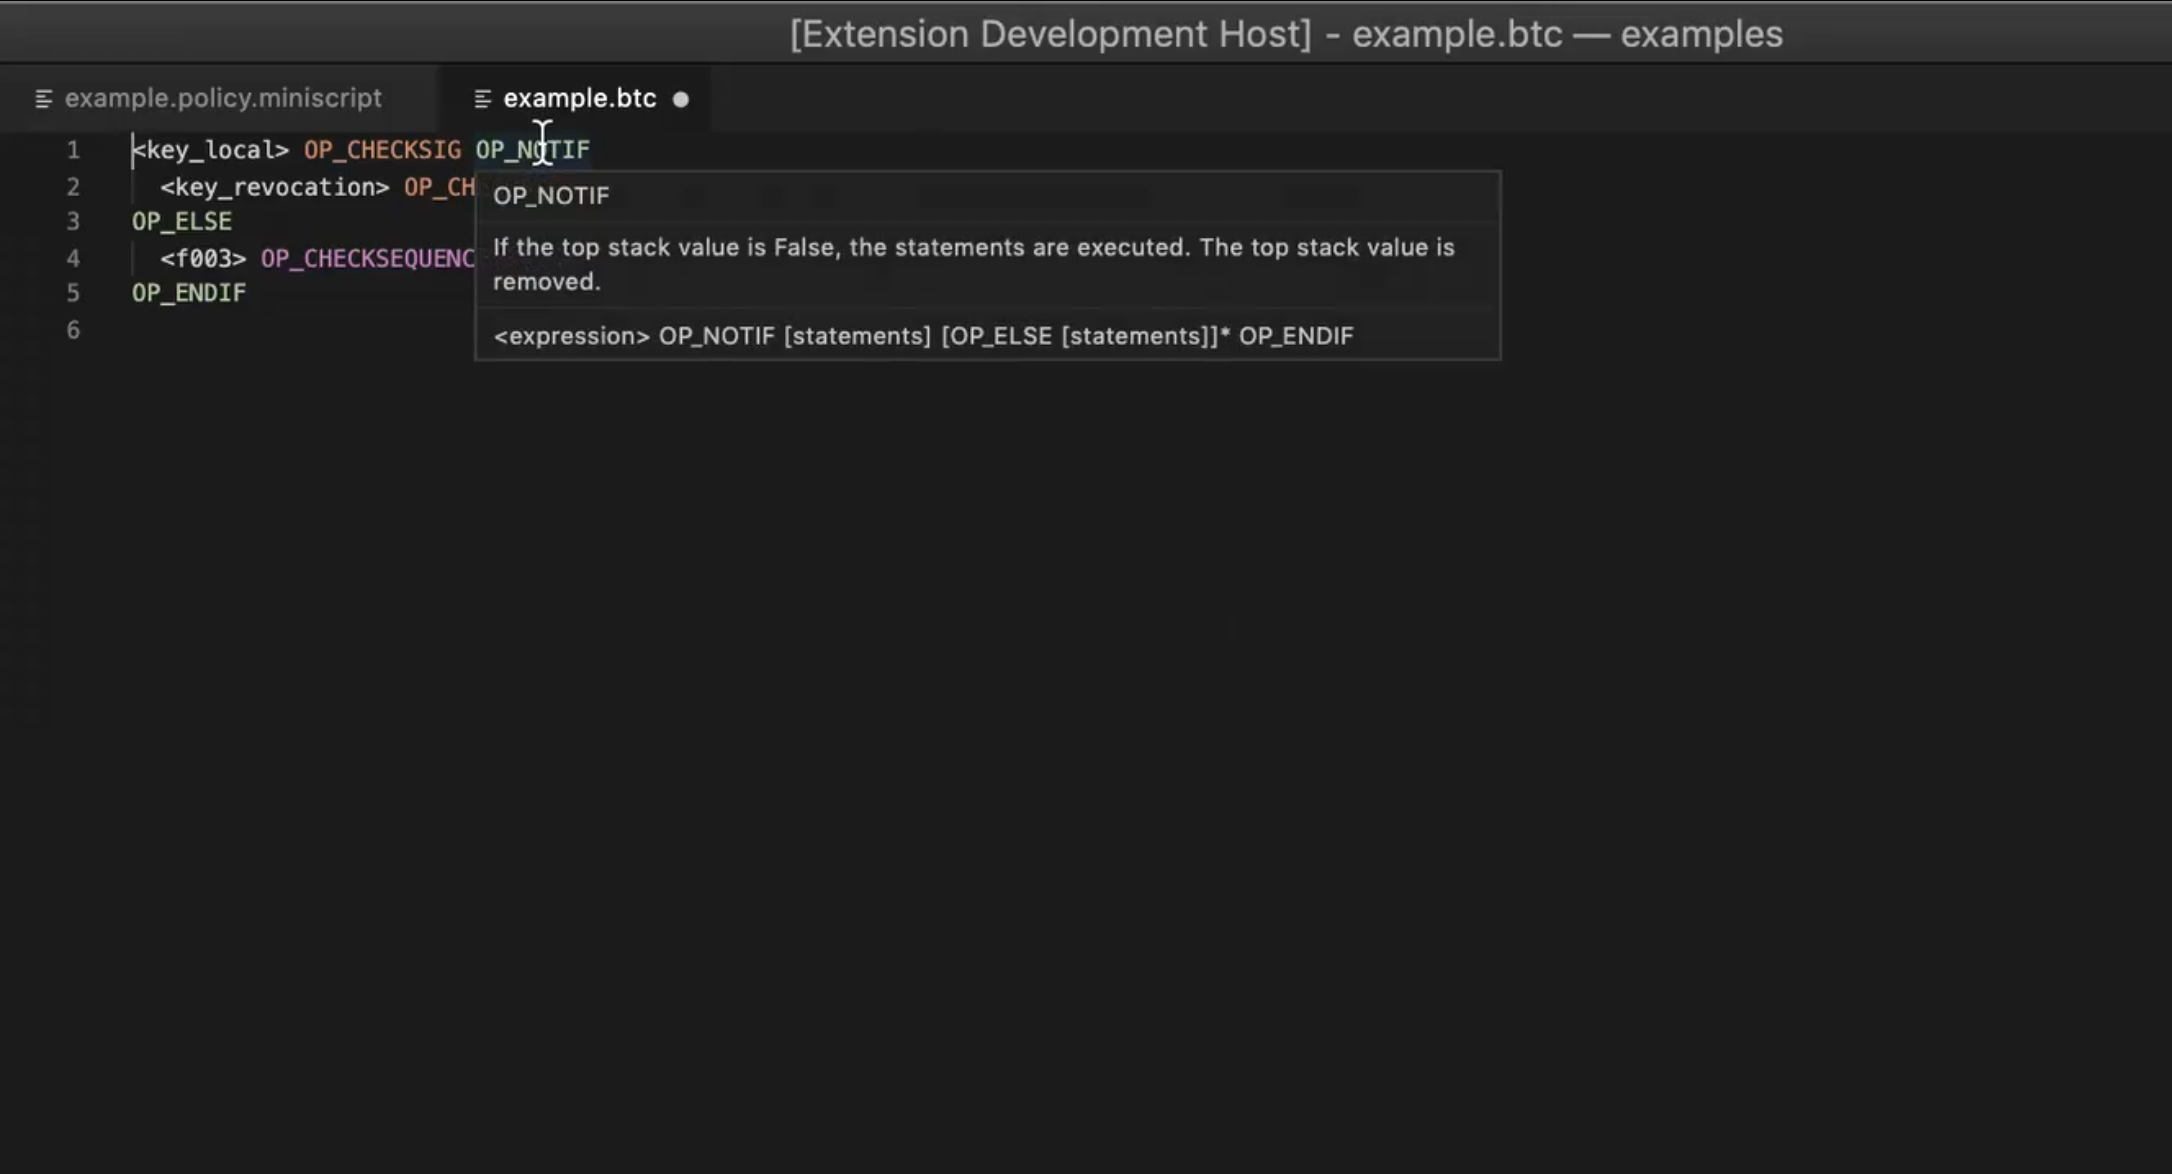 [Extension Development Host] - example.btc — examples
example.policy.miniscript
example.btc
1 <key_local> OP_CHECKSIG OP_NOTIF
2 <key_revocation> OP_CH
3 OP_ELSE
4 <f003> OP_CHECKSEQUENC
5 OP_ENDIF
6
OP_NOTIF
If the top stack value is False, the statements are executed. The top stack value is
removed.
<expression> OP_NOTIF [statements] [OP_ELSE [statements]]* OP_ENDIF